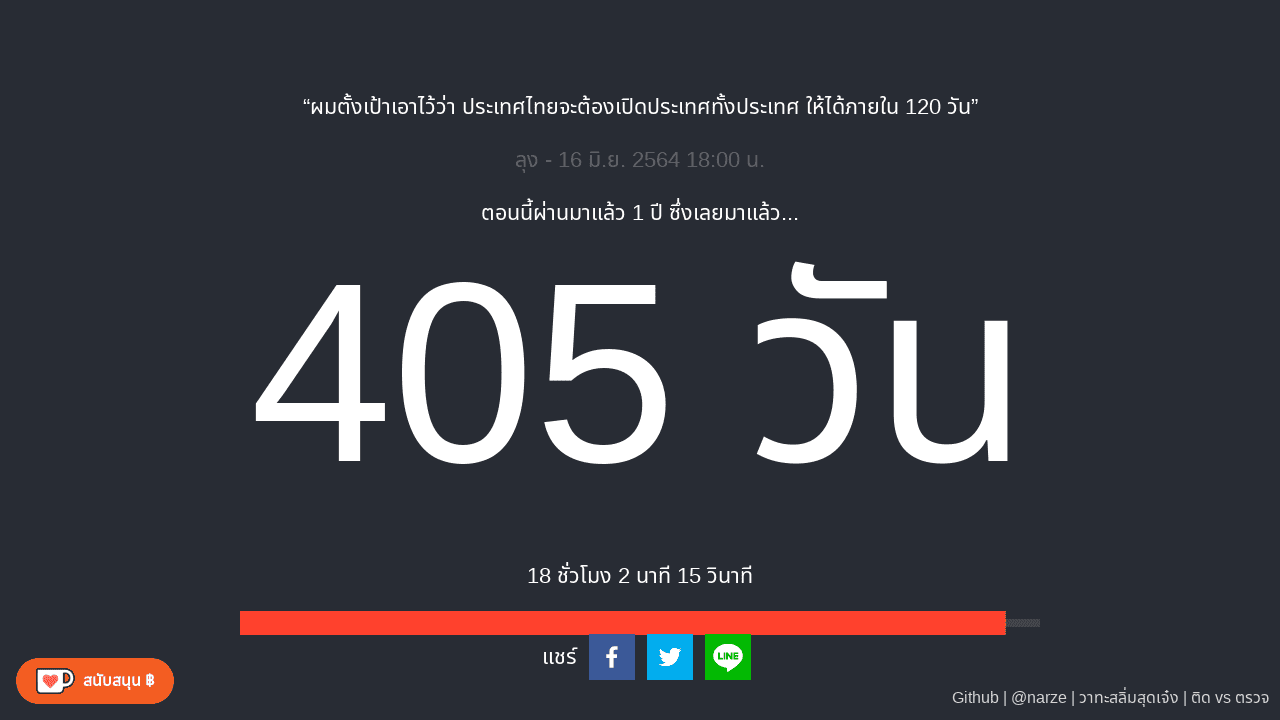 “ผมตั้งเป้าเอาไว้ว่า ประเทศไทยจะต้องเปิดประเทศทั้งประเทศ ให้ได้ภายใน 120 วัน”
ลุง - 16 มิ.ย. 2564 18:00 น.
ตอนนี้ผ่านมาแล้ว 1 ปี ซึ่งเลยมาแล้ว...
405 วัน
18 ชั่วโมง 2 นาที 15 วินาที
แชร์
LINE
สนับสนุน ฿
Github | @narze | วาทะสลิ่มสุดเจ๋ง | ติด vs ตรวจ